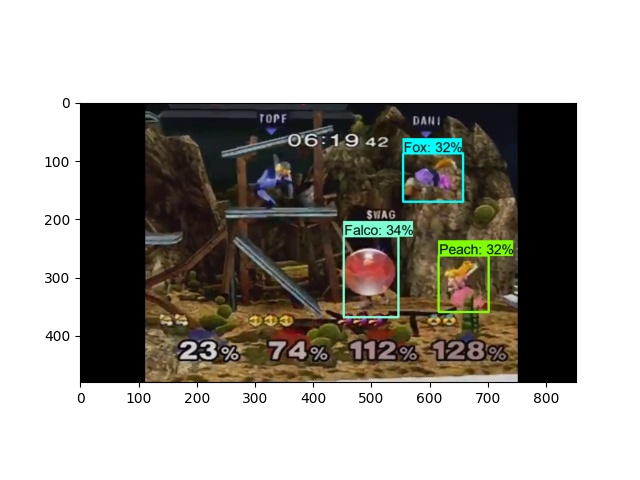 0
100
200
300
400
TOPE
DANI
06:19 42
Fox: 32%
SWAG
Falco: 34%
Peach: 32%
23% 74% 112% 128%
0 100 200 300 400 500 600 700 800